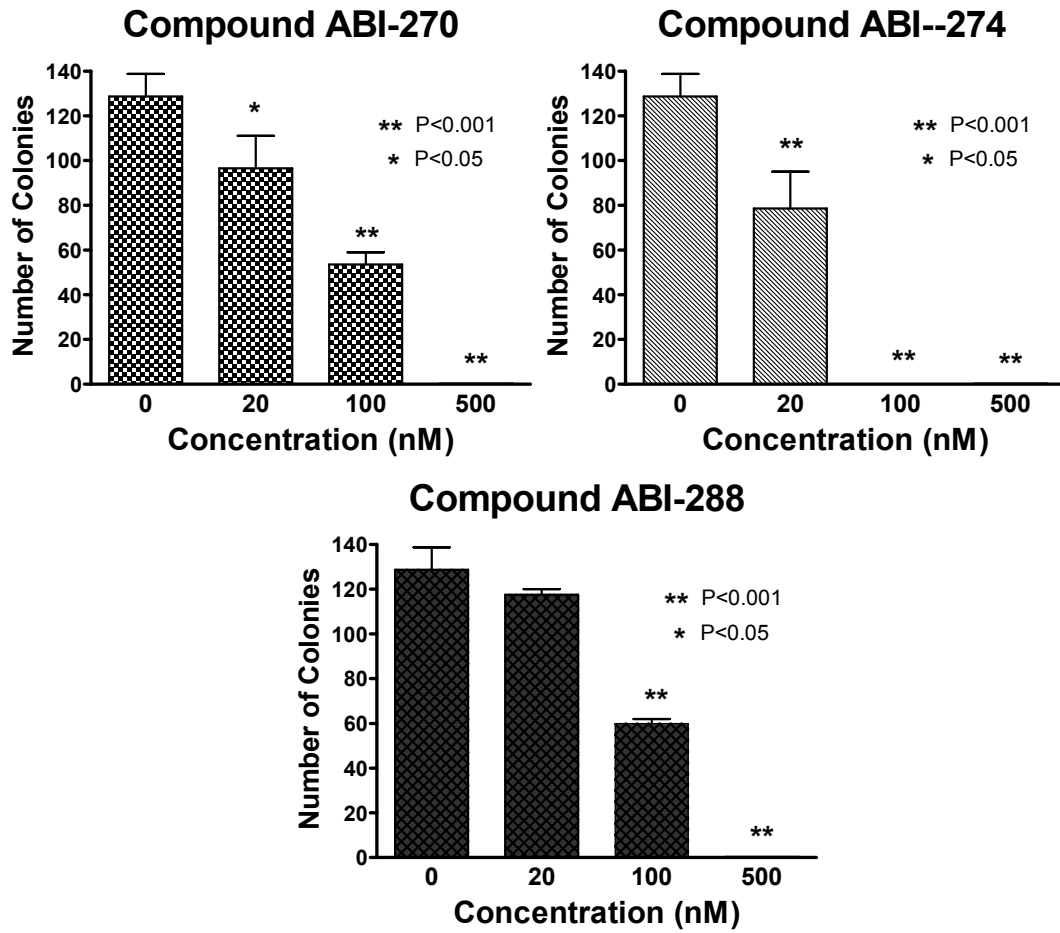 Compound ABI-270
Number of Colonies
140
120
100
80
60
40
20
0
*
**
**
** P<0.001
* P<0.05
0 20 100 500
Concentration (nM)
Compound ABI--274
Number of Colonies
140
120
100
80
60
40
20
0
**
**
**
** P<0.001
* P<0.05
0 20 100 500
Concentration (nM)
Compound ABI-288
Number of Colonies
140
120
100
80
60
40
20
0
**
**
** P<0.001
* P<0.05
0 20 100 500
Concentration (nM)